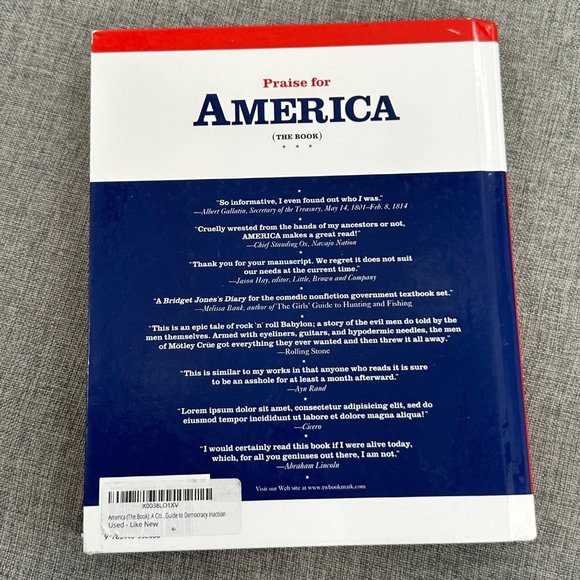 Praise for
AMERICA
(THE BOOK)
"So informative, I even found out who I was."
—Albert Gallatin, Secretary of the Treasury, May 14, 1801–Feb. 8, 1814
"Cruelly wrested from the hands of my ancestors or not,
AMERICA makes a great read!"
—Chief Standing Ox, Navajo Nation
"Thank you for your manuscript. We regret it does not suit
our needs at the current time."
—Jason Hay, editor, Little, Brown and Company
"A Bridget Jones's Diary for the comedic nonfiction government textbook set."
—Melissa Bank, author of The Girls' Guide to Hunting and Fishing
"This is an epic tale of rock 'n' roll Babylon; a story of the evil men do told by the
men themselves. Armed with eyeliners, guitars, and hypodermic needles, the men
of Mötley Crüe got everything they ever wanted and then threw it all away."
—Rolling Stone
"This is similar to my works in that anyone who reads it is sure
to be an asshole for at least a month afterward."
—Ayn Rand
"Lorem ipsum dolor sit amet, consectetur adipisicing elit, sed do
eiusmod tempor incididunt ut labore et dolore magna aliqua!"
—Cicero
"I would certainly read this book if I were alive today,
which, for all you geniuses out there, I am not."
—Abraham Lincoln
Visit our Web site at www.twbookmark.com
X0038LO1XV
America (The Book): A Citi...Guide to Democracy Inaction
Used - Like New